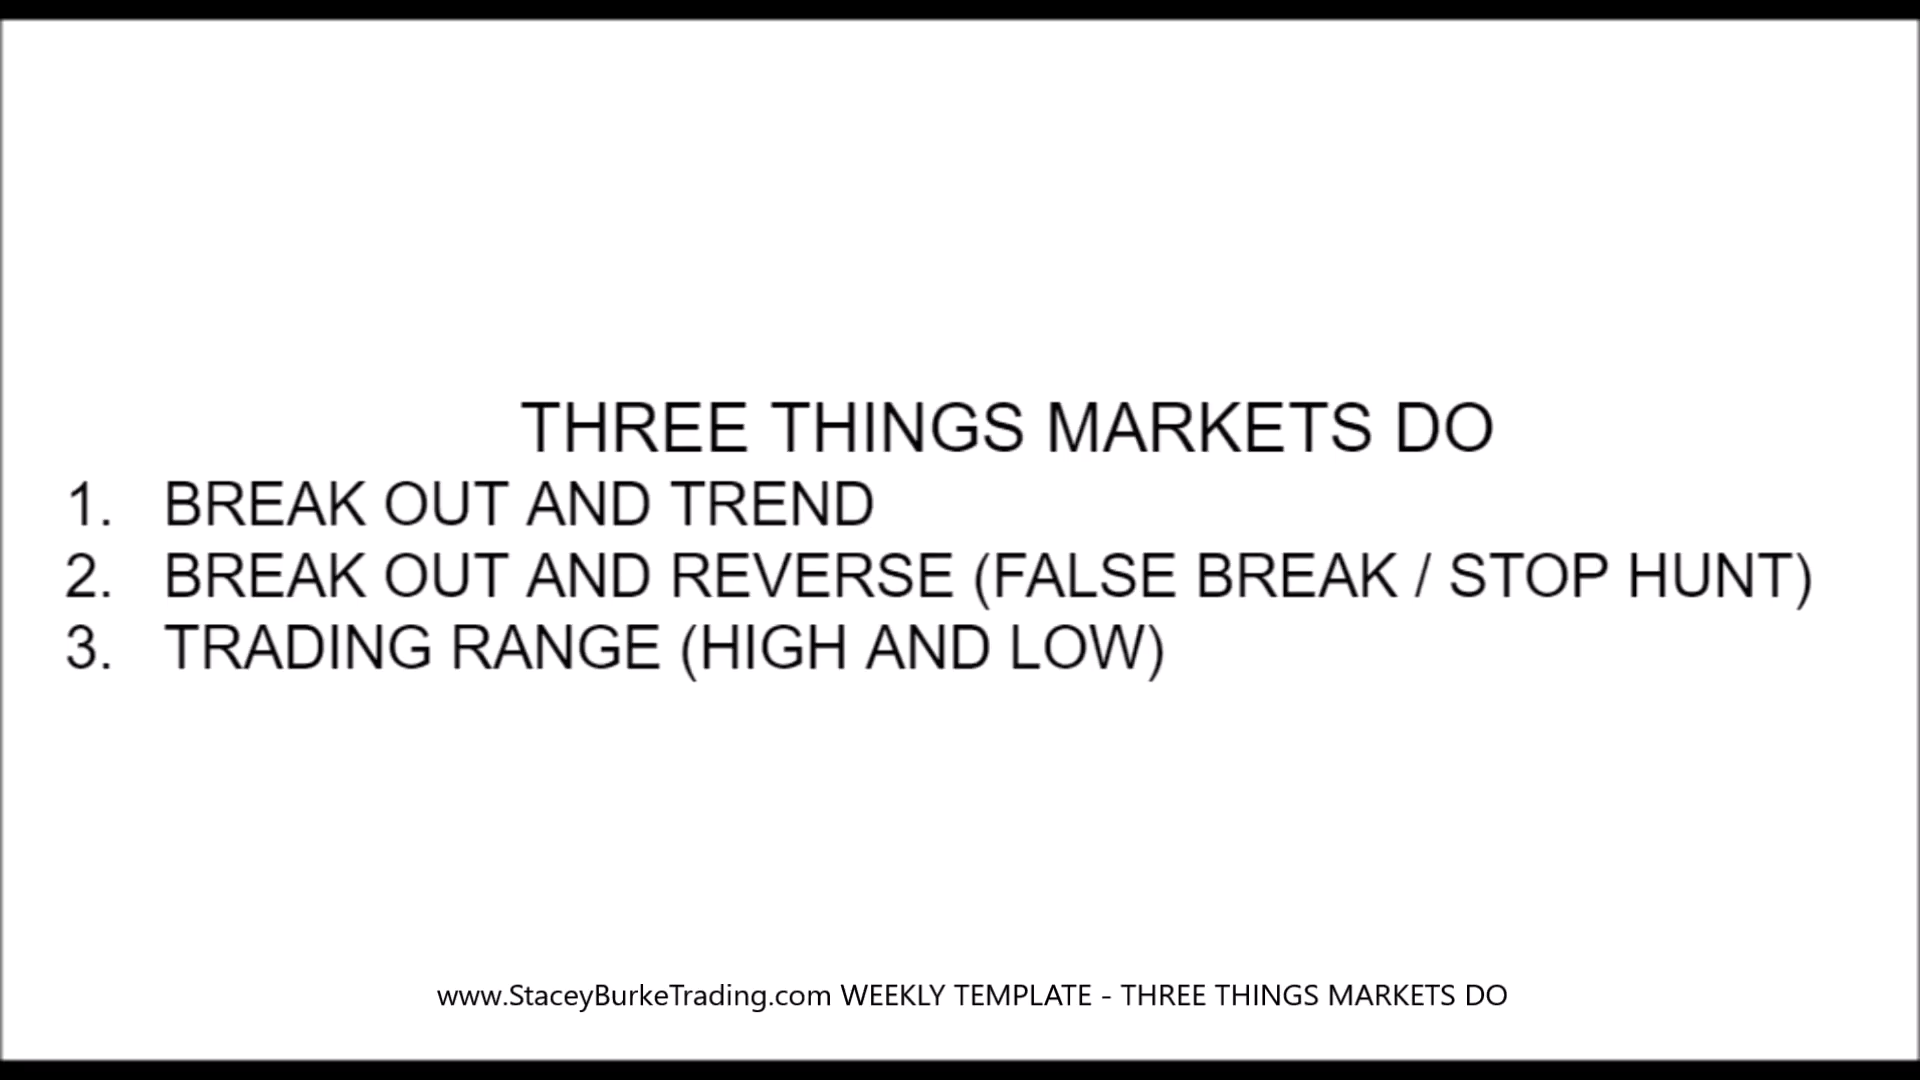 THREE THINGS MARKETS DO
1. BREAK OUT AND TREND
2. BREAK OUT AND REVERSE (FALSE BREAK / STOP HUNT)
3. TRADING RANGE (HIGH AND LOW)
www.StaceyBurkeTrading.com WEEKLY TEMPLATE - THREE THINGS MARKETS DO